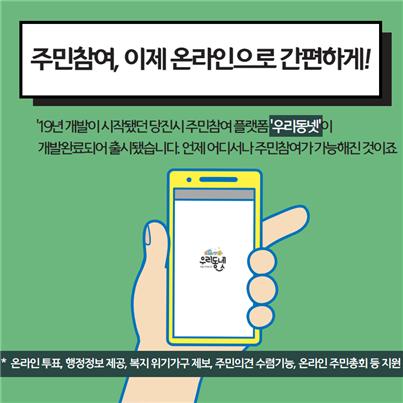 주민참여, 이제 온라인으로 간편하게!
'19년 개발이 시작됐던 당진시 주민참여 플랫폼 '우리동넷'이
개발완료되어 출시됐습니다. 언제 어디서나 주민참여가 가능해진 것이죠
우리동넷
* 온라인 투표, 행정정보 제공, 복지 위기가구 제보, 주민의견 수렴기능, 온라인 주민총회 등 지원